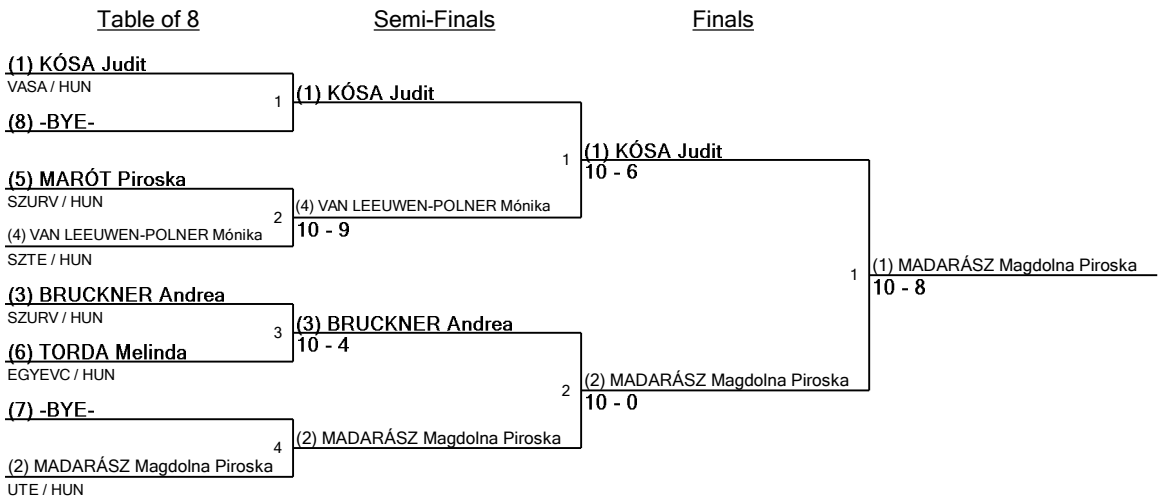 Table of 8
Semi-Finals
Finals
(1) KÓSA Judit
VASA / HUN
1
(1) KÓSA Judit
(8) -BYE-
1
(1) KÓSA Judit
10 - 6
(5) MARÓT Piroska
SZURV / HUN
2
(4) VAN LEEUWEN-POLNER Mónika
10 - 9
(4) VAN LEEUWEN-POLNER Mónika
SZTE / HUN
1
(1) MADARÁSZ Magdolna Piroska
10 - 8
(3) BRUCKNER Andrea
SZURV / HUN
3
(3) BRUCKNER Andrea
10 - 4
(6) TORDA Melinda
EGYEVC / HUN
2
(2) MADARÁSZ Magdolna Piroska
10 - 0
(7) -BYE-
4
(2) MADARÁSZ Magdolna Piroska
(2) MADARÁSZ Magdolna Piroska
UTE / HUN